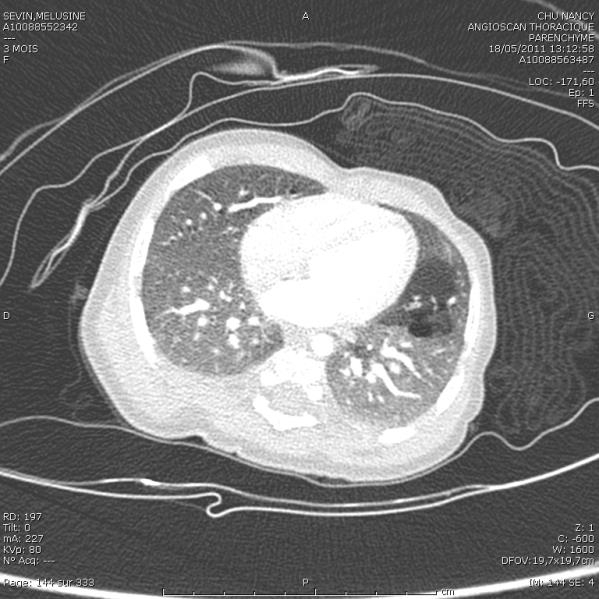 SEVIN,MELUSINE
A10088552342
---
3 MOIS
F
A
CHU NANCY
ANGIOSCAN THORACIQUE
PARENCHYME
18/05/2011 13:12:58
A10088563487
---
LOC: -171,60
Ep: 1
FFS
D
G
RD: 197
Tilt: 0
mA: 227
KVp: 80
N° Acq: ---
Page: 144 sur 333
P
cm
Z: 1
C: -600
W: 1600
DFOV:19,7x19,7cm
IM: 144 SE: 4